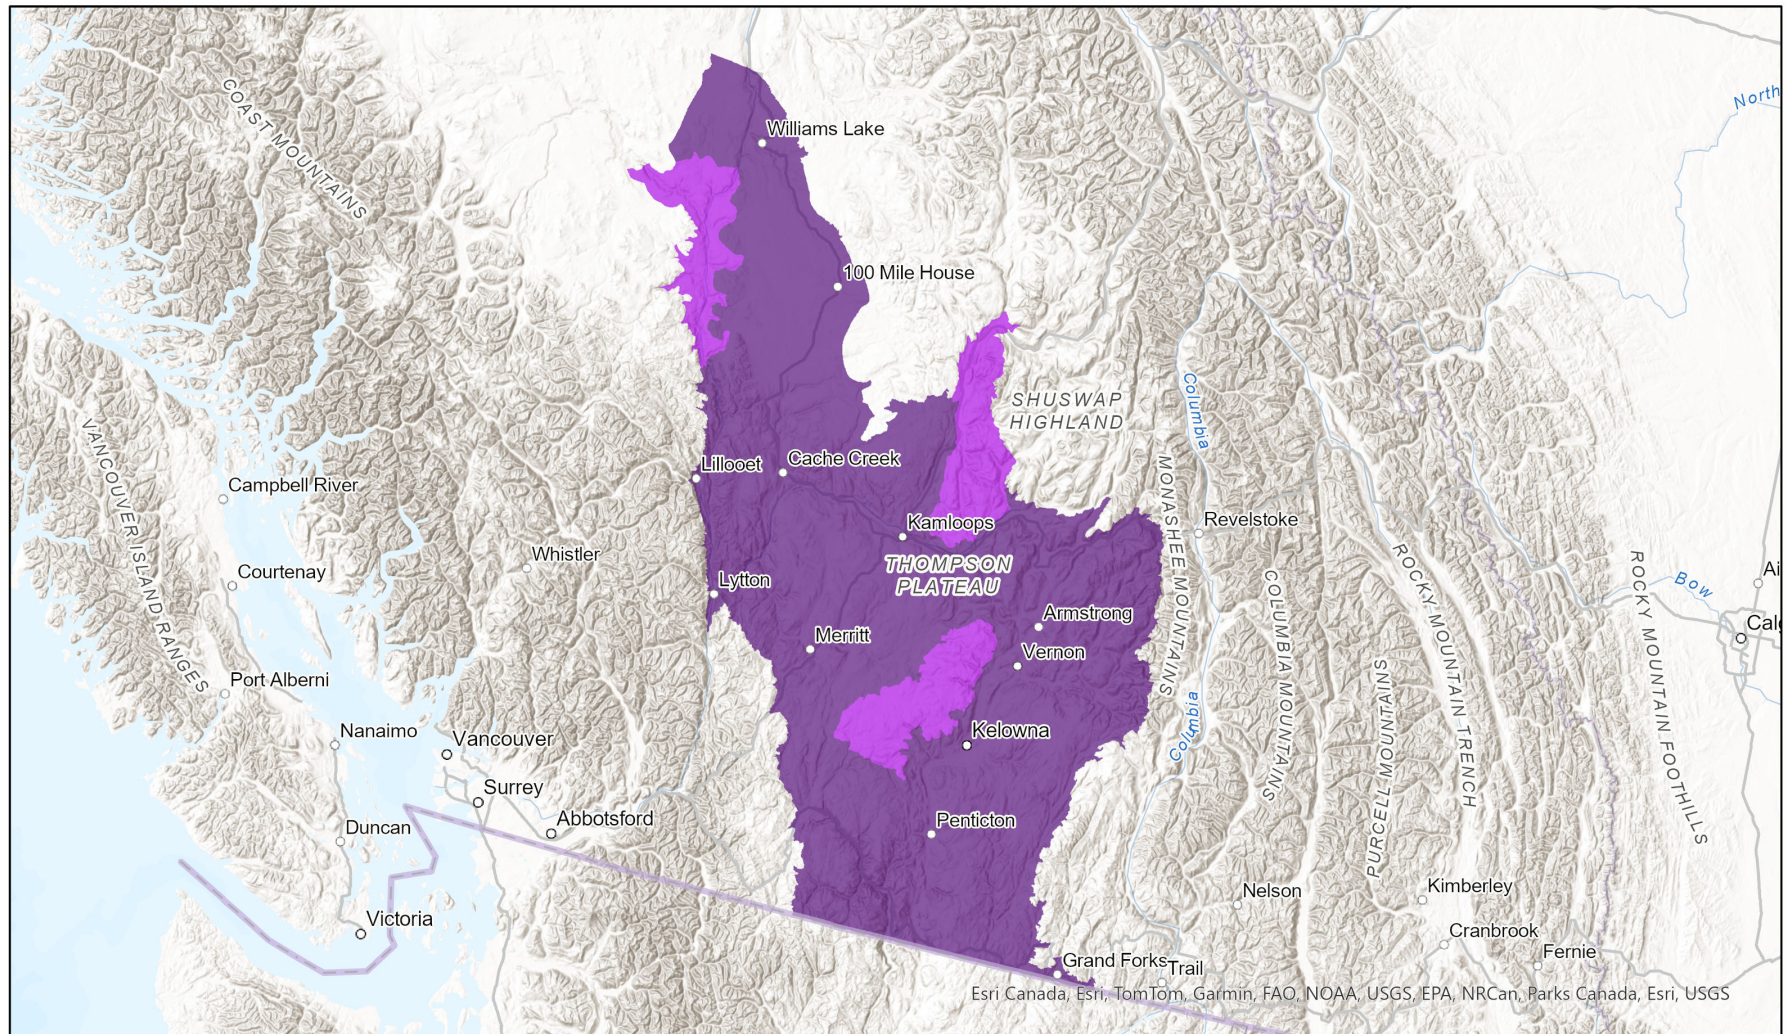 North
COAST MOUNTAINS
Williams Lake
100 Mile House
SHUSWAP
HIGHLAND
Columbia
VANCOUVER ISLAND RANGES
Campbell River
Lillooet
Cache Creek
MONASHEE MOUNTAINS
Revelstoke
Kamloops
Whistler
THOMPSON
PLATEAU
Courtenay
Lytton
ROCKY MOUNTAIN TRENCH
ROCKY MOUNTAIN FOOTHILLS
Ai
Bow
COLUMBIA MOUNTAINS
Armstrong
Calg
Merritt
Vernon
Port Alberni
PURCELL MOUNTAINS
Columbia
Nanaimo
Vancouver
Kelowna
Surrey
Abbotsford
Duncan
Penticton
Nelson
Kimberley
Victoria
Cranbrook
Fernie
Grand Forks
Trail
Esri Canada, Esri, TomTom, Garmin, FAO, NOAA, USGS, EPA, NRCan, Parks Canada, Esri, USGS